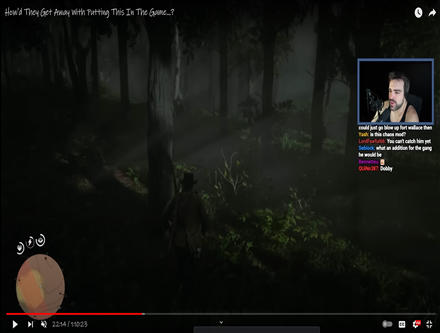 How'd They Get Away With Putting This In The Game...?
could just go blow up fort wallace then
Yash: is this chaos mod?
You can't catch him yet
what an addition for the gang
he would be
Dobby
22:14 / 1:10:23